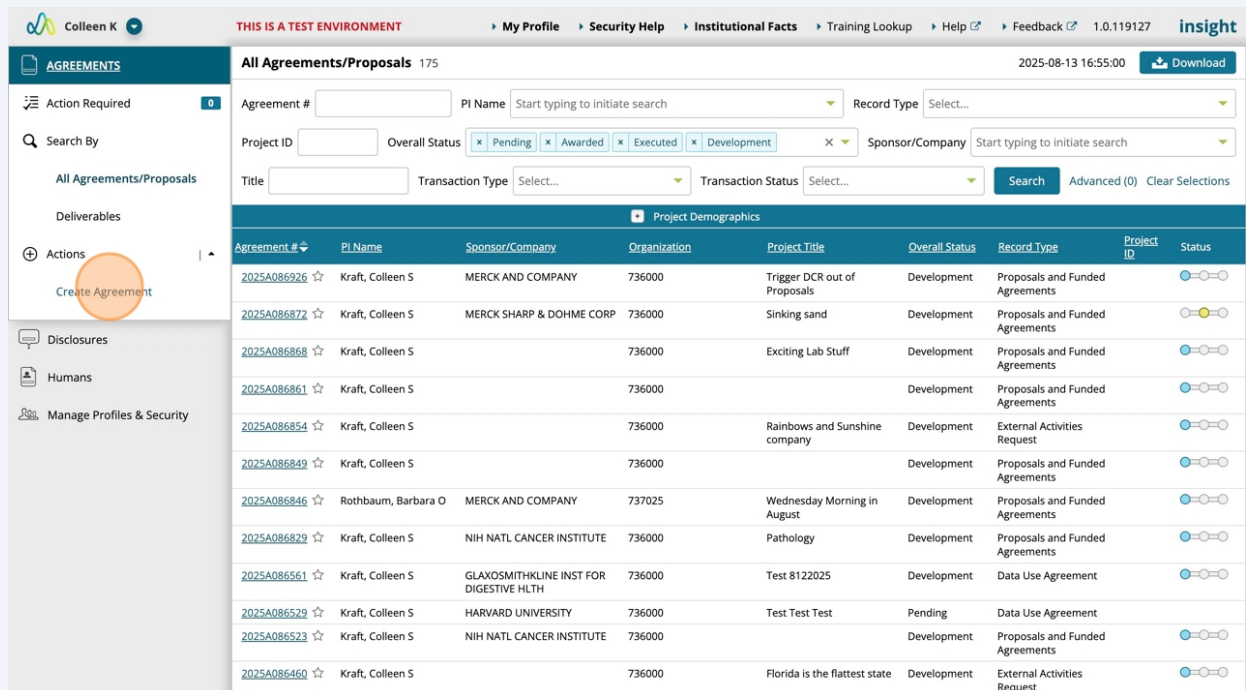 Colleen K
THIS IS A TEST ENVIRONMENT
My Profile
Security Help
Institutional Facts
Training Lookup
Help
Feedback
1.0.119127
insight
AGREEMENTS
Action Required 0
Search By
All Agreements/Proposals
Deliverables
Actions
Create Agreement
Disclosures
Humans
Manage Profiles & Security
All Agreements/Proposals 175
2025-08-13 16:55:00
Download
Agreement #
PI Name Start typing to initiate search
Record Type Select...
Project ID
Overall Status × Pending × Awarded × Executed × Development ×
Sponsor/Company Start typing to initiate search
Title
Transaction Type Select...
Transaction Status Select...
Search
Advanced (0)
Clear Selections
Project Demographics
Agreement # PI Name Sponsor/Company Organization Project Title Overall Status Record Type Project ID Status
2025A086926 Kraft, Colleen S MERCK AND COMPANY 736000 Trigger DCR out of Development Proposals and Funded
Proposals Agreements
2025A086872 Kraft, Colleen S MERCK SHARP & DOHME CORP 736000 Sinking sand Development Proposals and Funded
Agreements
2025A086868 Kraft, Colleen S 736000 Exciting Lab Stuff Development Proposals and Funded
Agreements
2025A086861 Kraft, Colleen S 736000 Development Proposals and Funded
Agreements
2025A086854 Kraft, Colleen S 736000 Rainbows and Sunshine Development External Activities
company Request
2025A086849 Kraft, Colleen S 736000 Development Proposals and Funded
Agreements
2025A086846 Rothbaum, Barbara O MERCK AND COMPANY 737025 Wednesday Morning in Development Proposals and Funded
August Agreements
2025A086829 Kraft, Colleen S NIH NATL CANCER INSTITUTE 736000 Pathology Development Proposals and Funded
Agreements
2025A086561 Kraft, Colleen S GLAXOSMITHKLINE INST FOR 736000 Test 8122025 Development Data Use Agreement
DIGESTIVE HLTH
2025A086529 Kraft, Colleen S HARVARD UNIVERSITY 736000 Test Test Test Pending Data Use Agreement
2025A086523 Kraft, Colleen S NIH NATL CANCER INSTITUTE 736000 Development Proposals and Funded
Agreements
2025A086460 Kraft, Colleen S 736000 Florida is the flattest state Development External Activities
Request